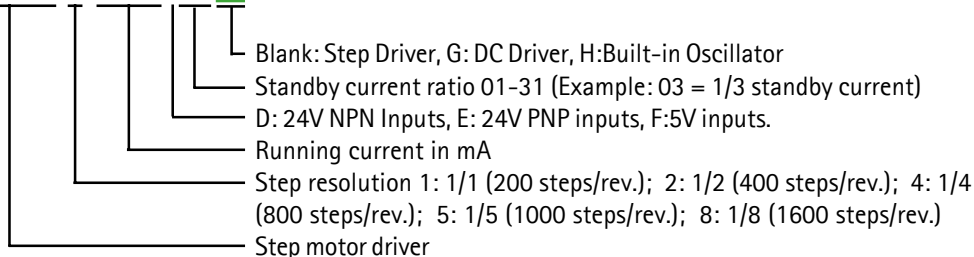 Blank: Step Driver, G: DC Driver, H:Built-in Oscillator
Standby current ratio 01-31 (Example: 03 = 1/3 standby current)
D: 24V NPN Inputs, E: 24V PNP inputs, F:5V inputs.
Running current in mA
Step resolution 1: 1/1 (200 steps/rev.); 2: 1/2 (400 steps/rev.); 4: 1/4
(800 steps/rev.); 5: 1/5 (1000 steps/rev.); 8: 1/8 (1600 steps/rev.)
Step motor driver